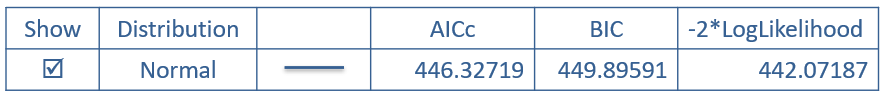 Show Distribution AICc BIC -2*LogLikelihood
☑ Normal 446.32719 449.89591 442.07187